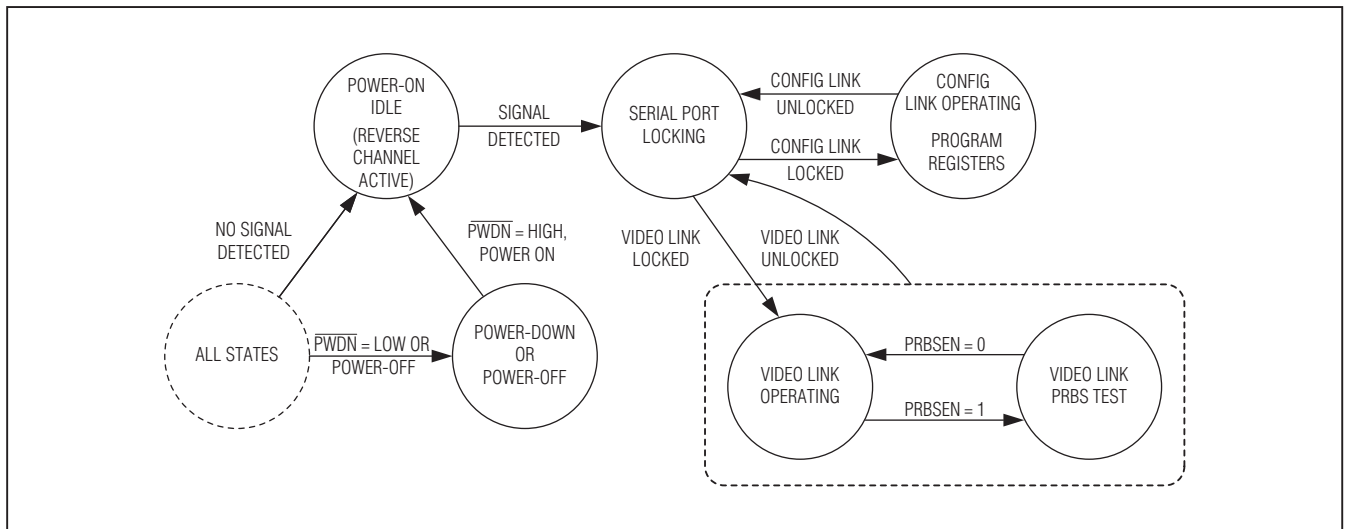 POWER-ON
IDLE
(REVERSE
CHANNEL
ACTIVE)
SIGNAL
DETECTED
SERIAL PORT
LOCKING
CONFIG LINK
UNLOCKED
CONFIG LINK
LOCKED
CONFIG
LINK OPERATING
PROGRAM
REGISTERS
NO SIGNAL
DETECTED
P̅W̅D̅N̅ = HIGH,
POWER ON
VIDEO LINK
LOCKED
VIDEO LINK
UNLOCKED
ALL STATES
P̅W̅D̅N̅ = LOW OR
POWER-OFF
POWER-DOWN
OR
POWER-OFF
VIDEO LINK
OPERATING
PRBSEN = 0
PRBSEN = 1
VIDEO LINK
PRBS TEST